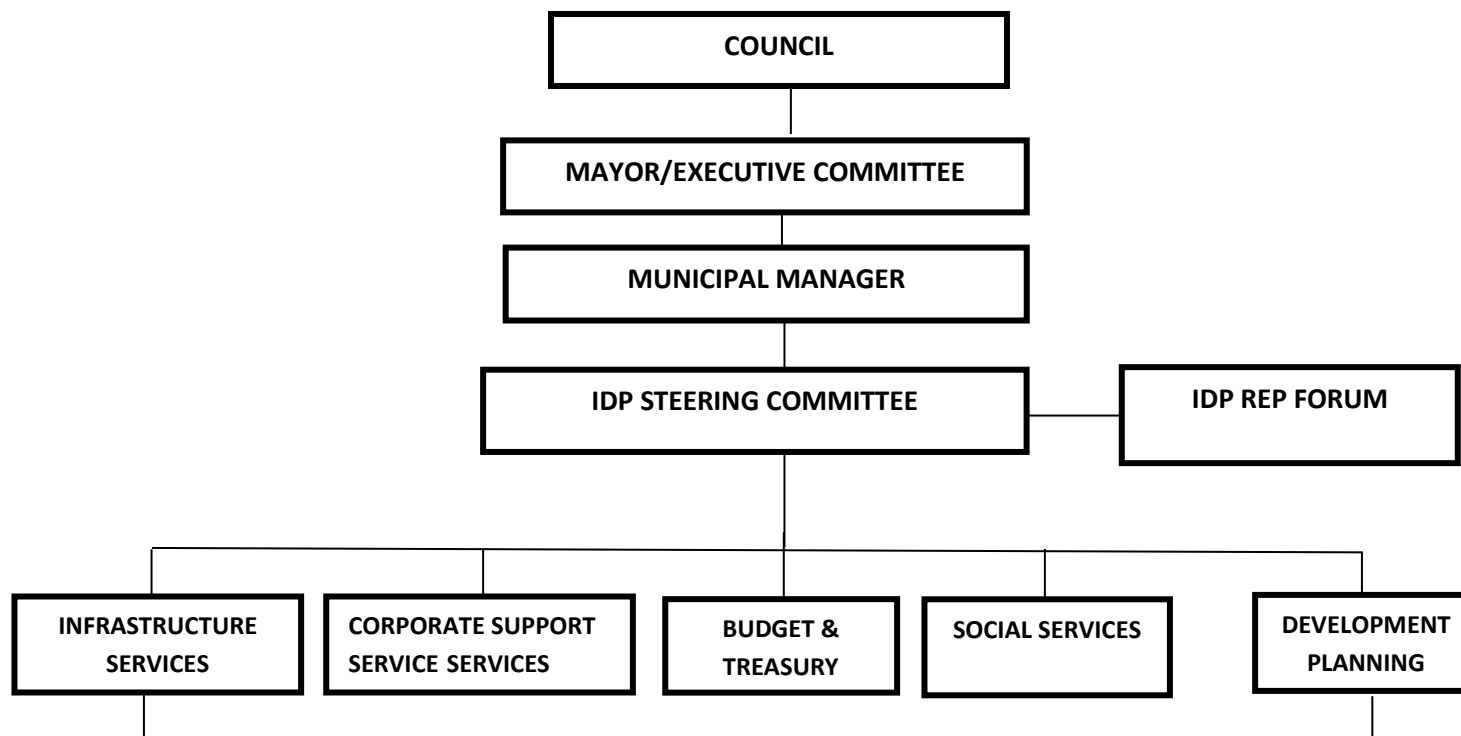 COUNCIL
MAYOR/EXECUTIVE COMMITTEE
MUNICIPAL MANAGER
IDP STEERING COMMITTEE
IDP REP FORUM
INFRASTRUCTURE
SERVICES
CORPORATE SUPPORT
SERVICE SERVICES
BUDGET &
TREASURY
SOCIAL SERVICES
DEVELOPMENT
PLANNING